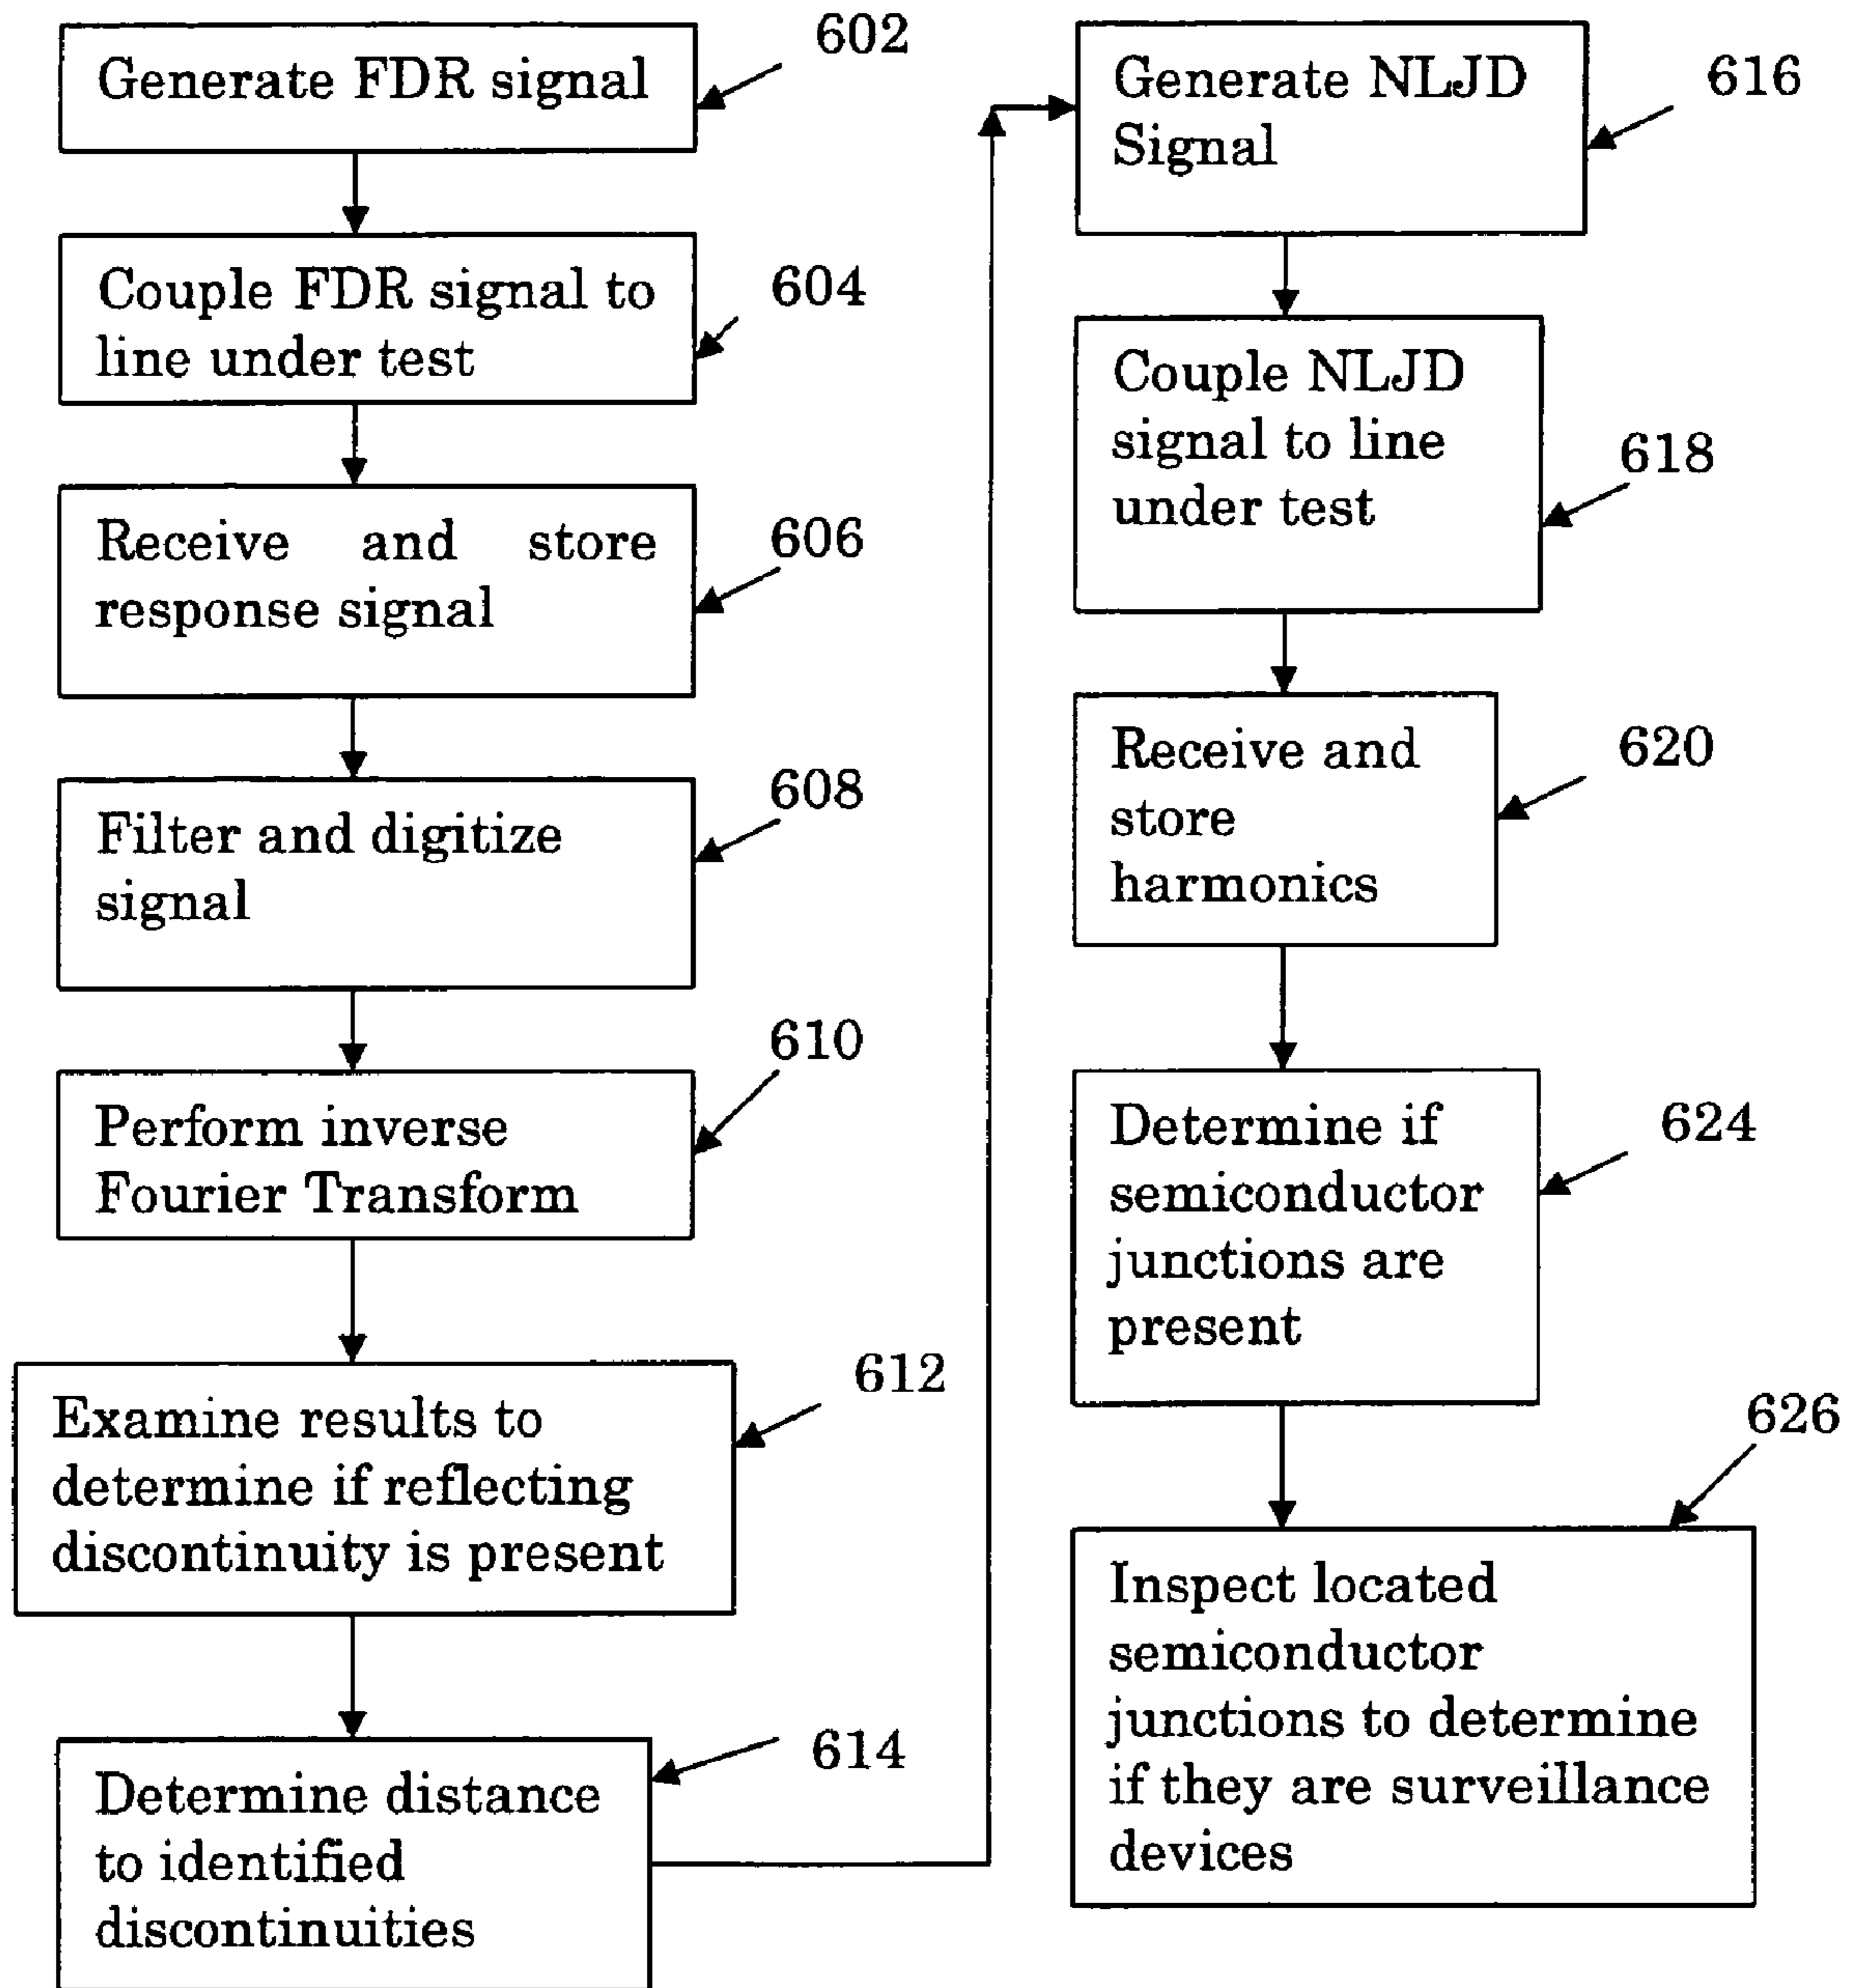 Generate FDR signal
602
Couple FDR signal to
line under test
604
Receive and store
response signal
606
Filter and digitize
signal
608
Perform inverse
Fourier Transform
610
Examine results to
determine if reflecting
discontinuity is present
612
Determine distance
to identified
discontinuities
614
Generate NLJD
Signal
616
Couple NLJD
signal to line
under test
618
Receive and
store
harmonics
620
Determine if
semiconductor
junctions are
present
624
Inspect located
semiconductor
junctions to determine
if they are surveillance
devices
626